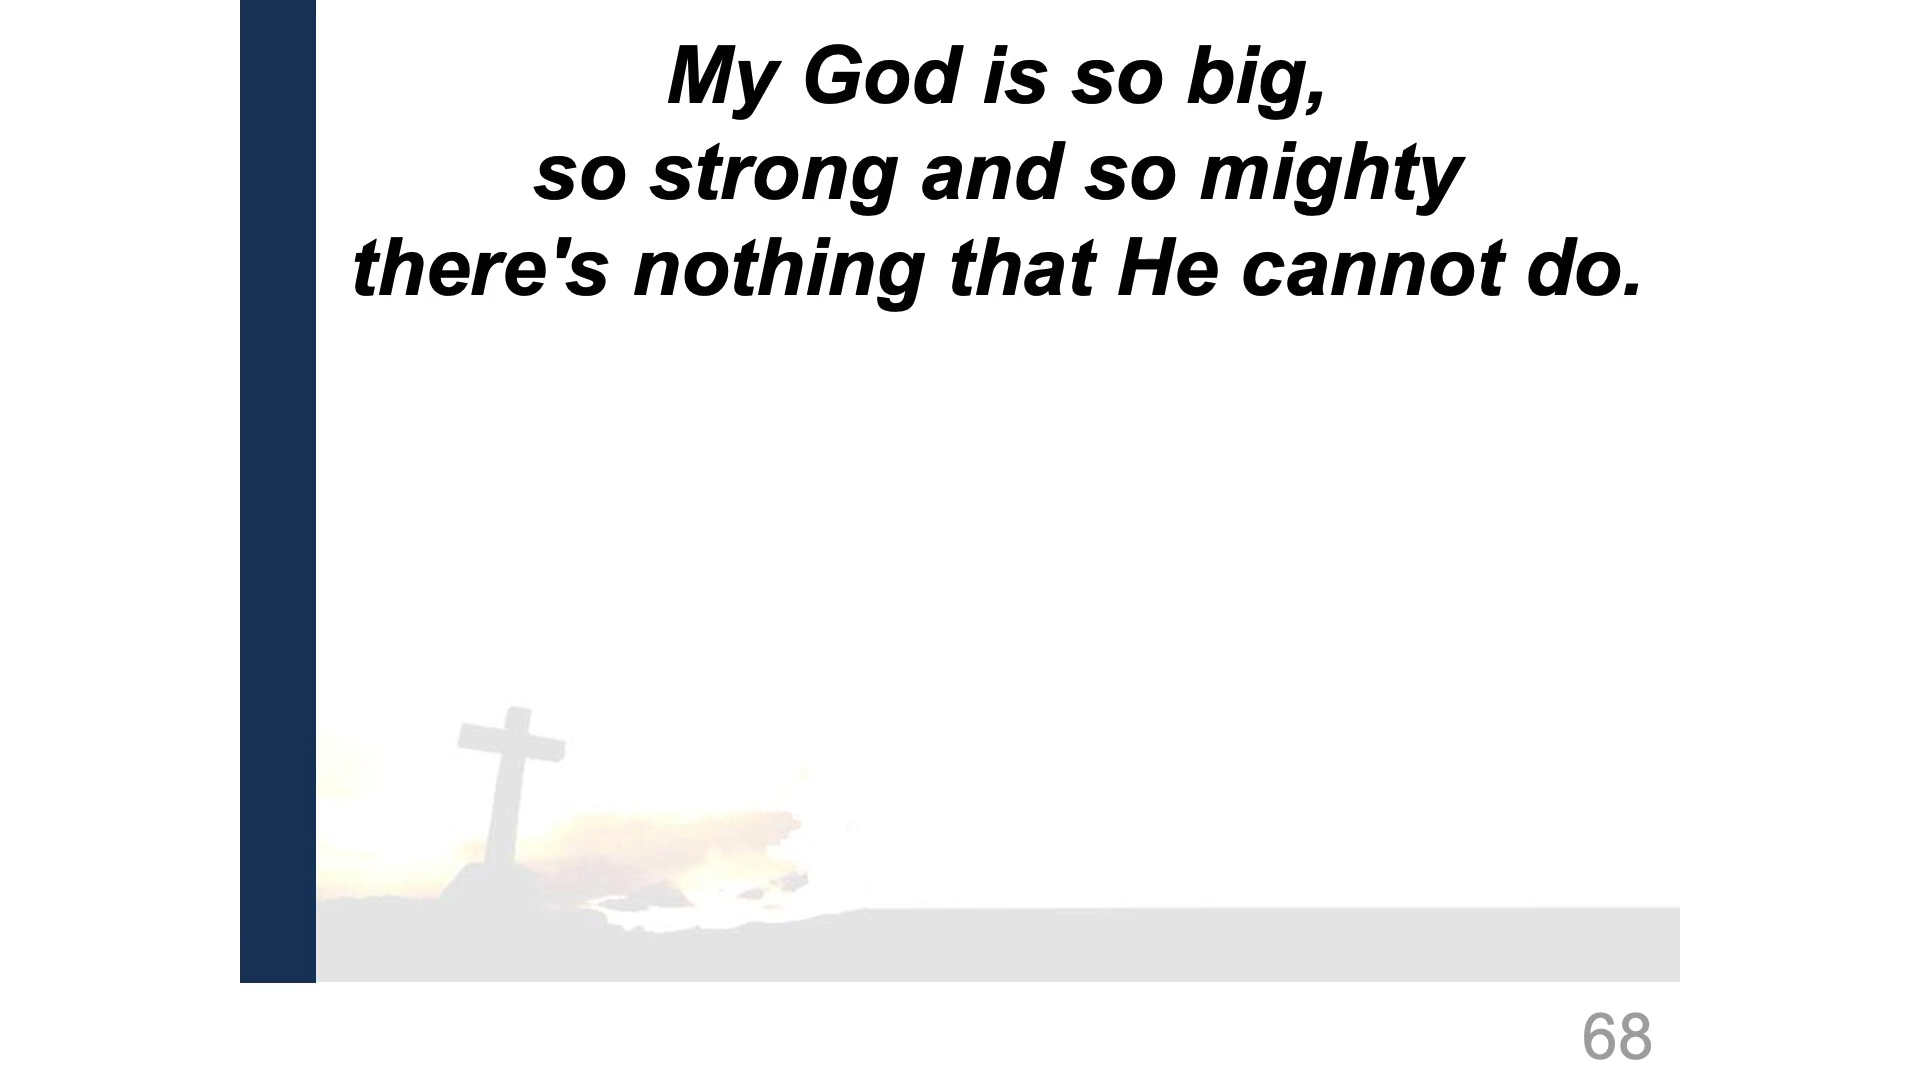 My God is so big,
so strong and so mighty
there's nothing that He cannot do.
68